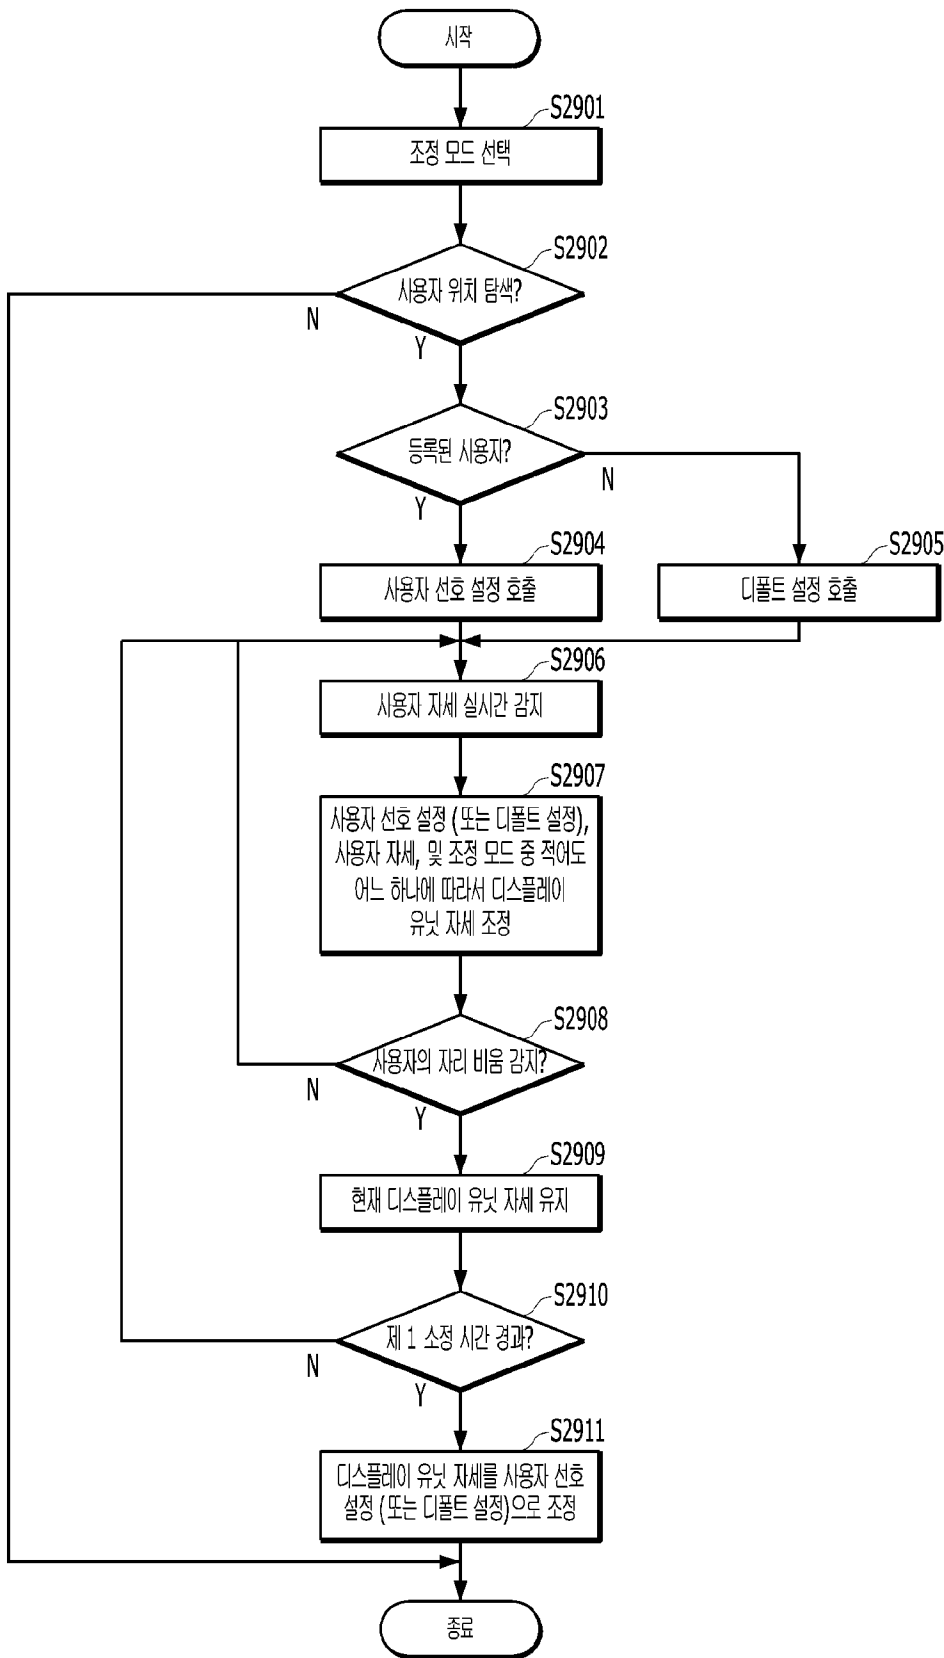 시작
S2901
조정 모드 선택
S2902
사용자 위치 탐색?
N
Y
S2903
등록된 사용자?
N
Y
S2904
사용자 선호 설정 호출
S2905
디폴트 설정 호출
S2906
사용자 자세 실시간 감지
S2907
사용자 선호 설정 (또는 디폴트 설정),
사용자 자세, 및 조정 모드 중 적어도
어느 하나에 따라서 디스플레이
유닛 자세 조정
S2908
사용자의 자리 비움 감지?
N
Y
S2909
현재 디스플레이 유닛 자세 유지
S2910
제 1 소정 시간 경과?
N
Y
S2911
디스플레이 유닛 자세를 사용자 선호
설정 (또는 디폴트 설정)으로 조정
종료